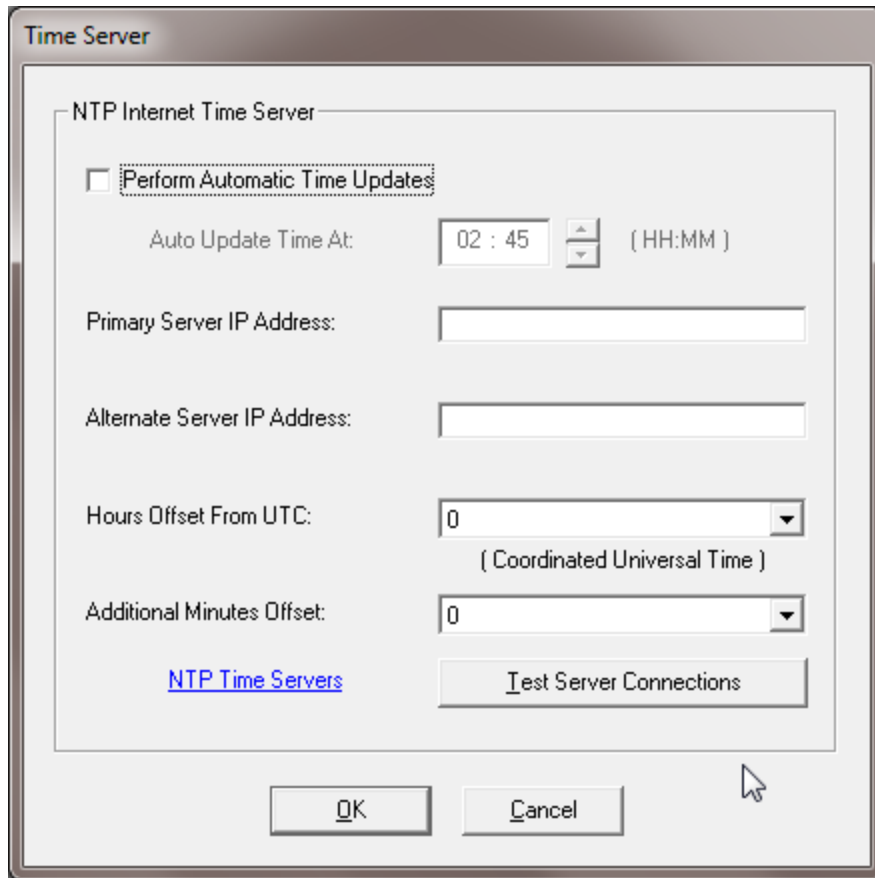 Time Server
NTP Internet Time Server
Perform Automatic Time Updates
Auto Update Time At: 02 : 45 ( HH:MM )
Primary Server IP Address:
Alternate Server IP Address:
Hours Offset From UTC: 0
( Coordinated Universal Time )
Additional Minutes Offset: 0
NTP Time Servers Test Server Connections
OK Cancel